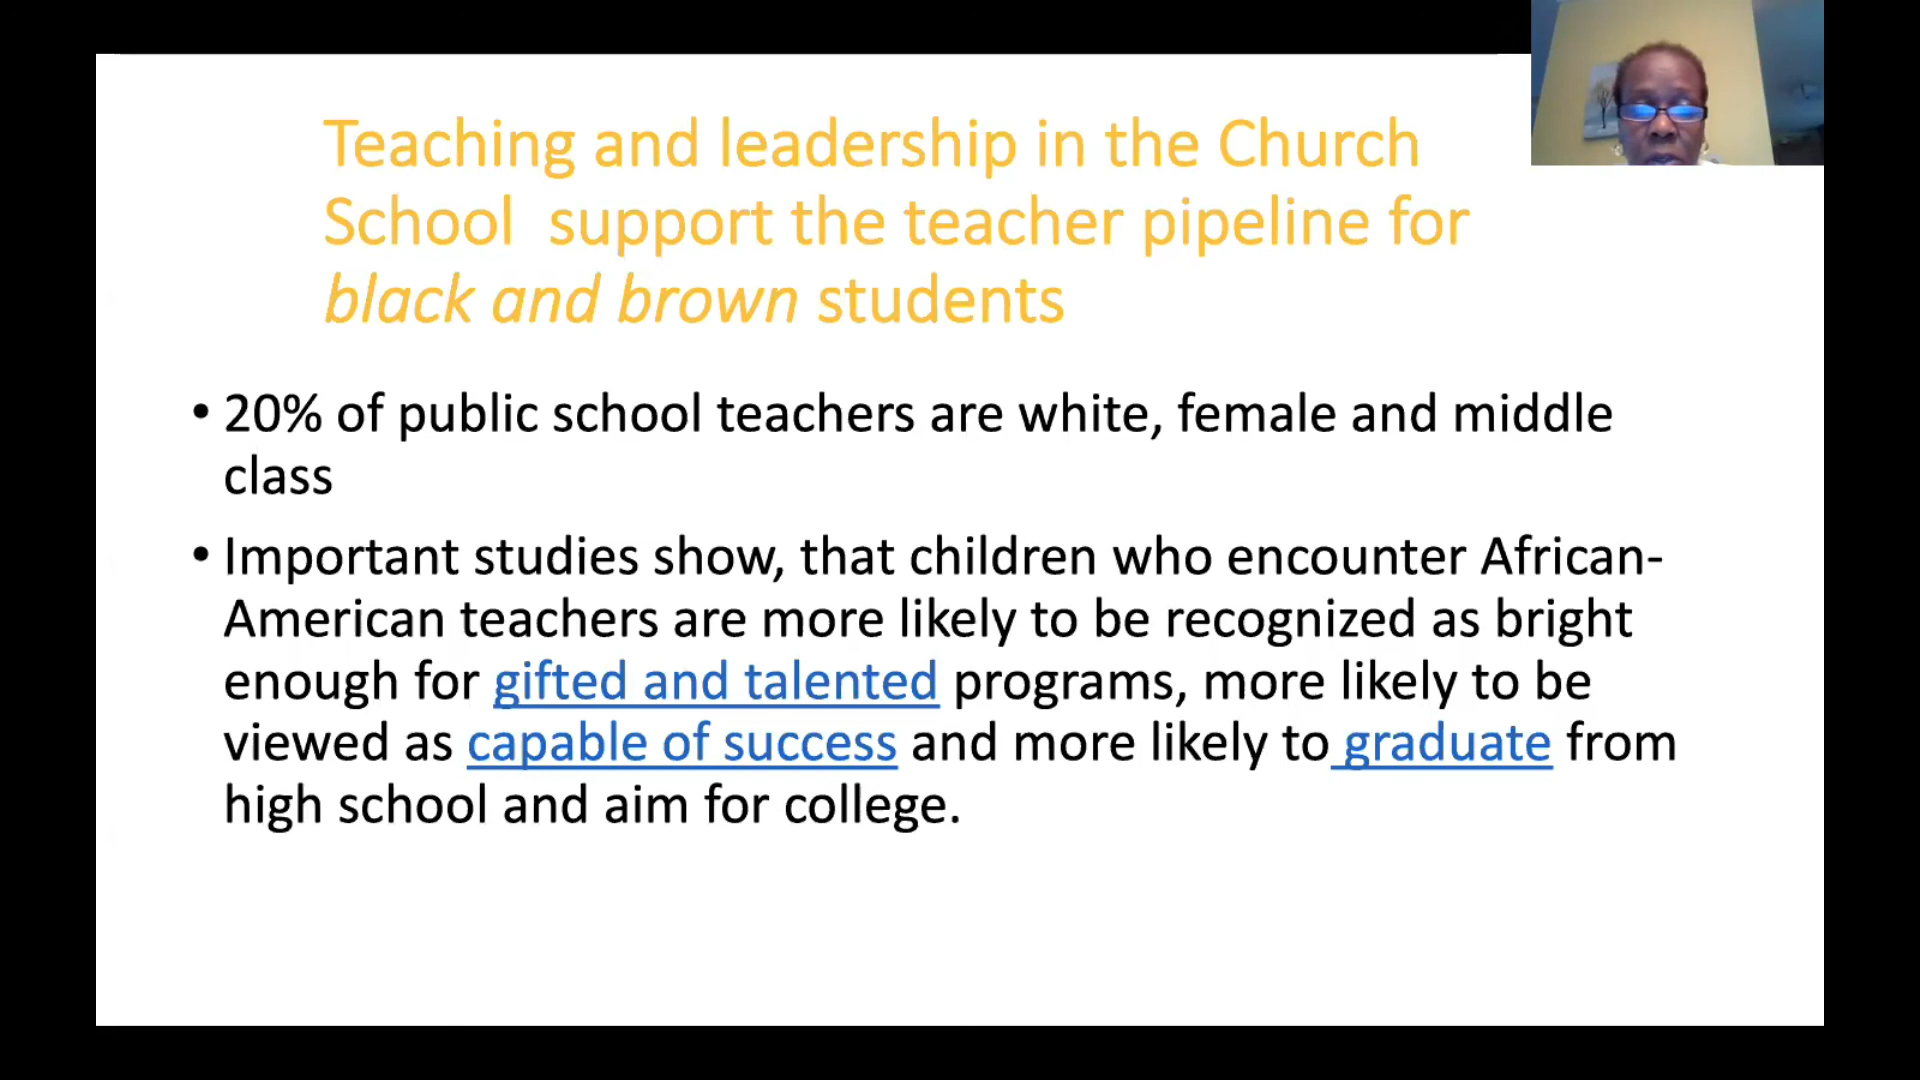 Teaching and leadership in the Church
School  support the teacher pipeline for
black and brown students
• 20% of public school teachers are white, female and middle
class
• Important studies show, that children who encounter African-
American teachers are more likely to be recognized as bright
enough for gifted and talented programs, more likely to be
viewed as capable of success and more likely to graduate from
high school and aim for college.